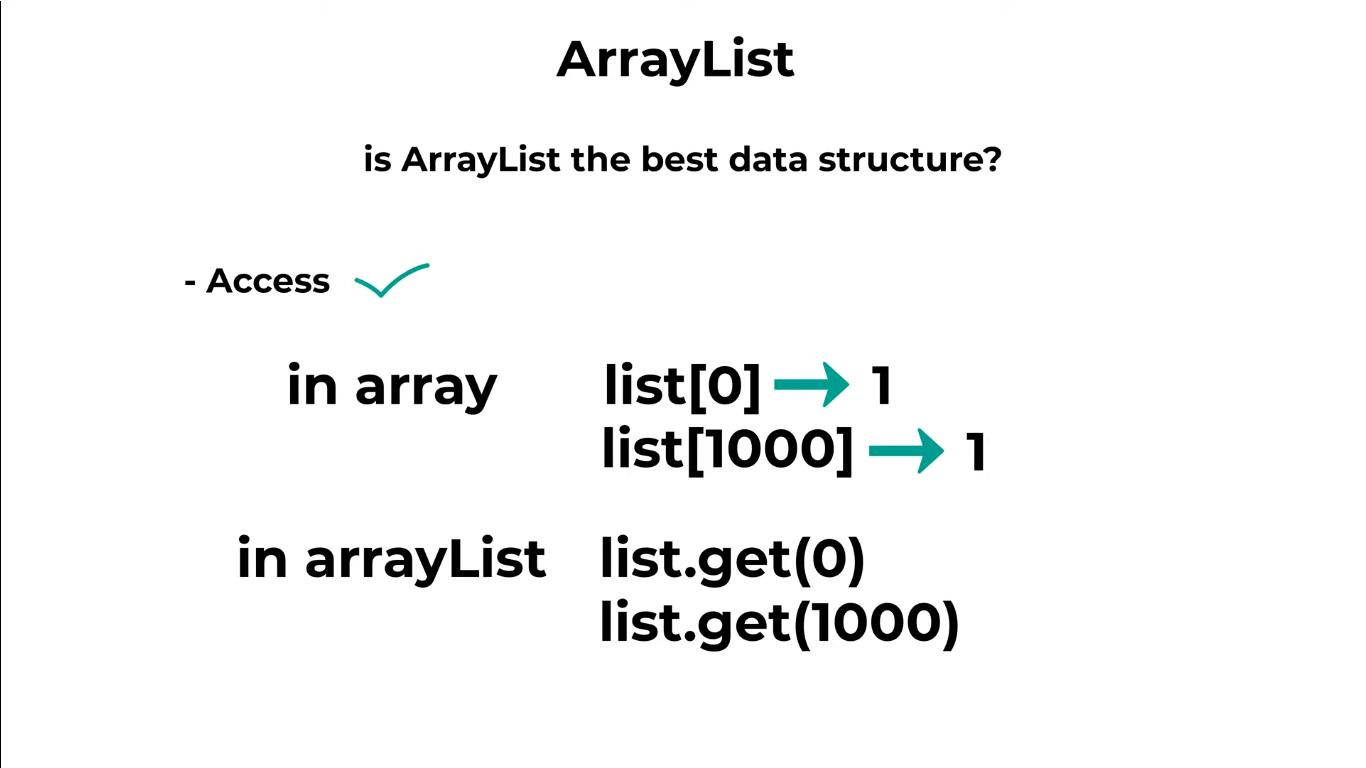 ArrayList
is ArrayList the best data structure?
- Access
in array list[0] → 1
list[1000] → 1
in arrayList list.get(0)
list.get(1000)